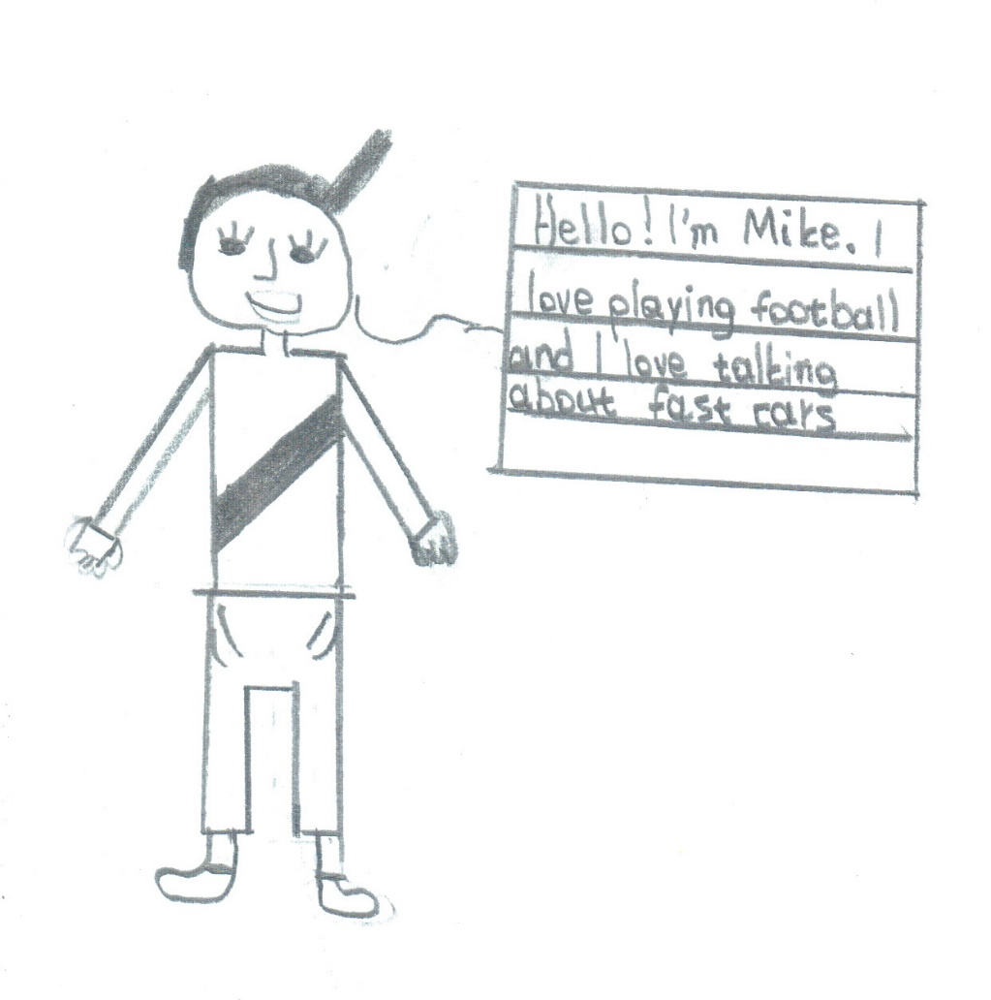 Hello! I'm Mike. I
love playing football
and I love talking
about fast cars